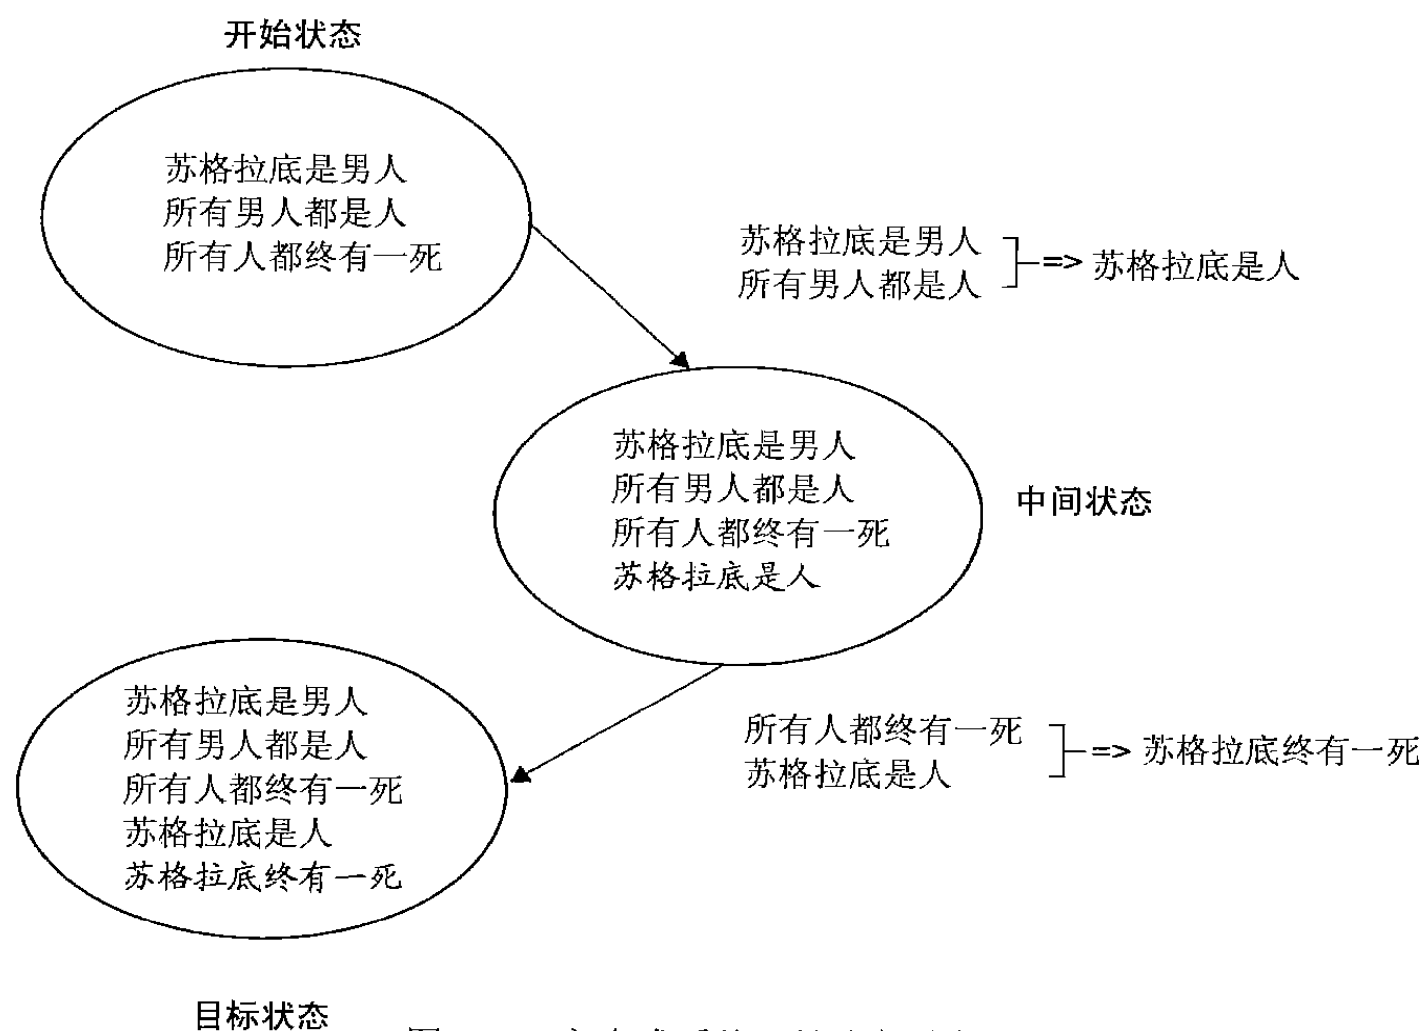 开始状态
苏格拉底是男人
所有男人都是人
所有人都终有一死
苏格拉底是男人
所有男人都是人
=> 苏格拉底是人
苏格拉底是男人
所有男人都是人
所有人都终有一死
苏格拉底是人
中间状态
苏格拉底是男人
所有男人都是人
所有人都终有一死
苏格拉底是人
苏格拉底终有一死
所有人都终有一死
苏格拉底是人
=> 苏格拉底终有一死
目标状态